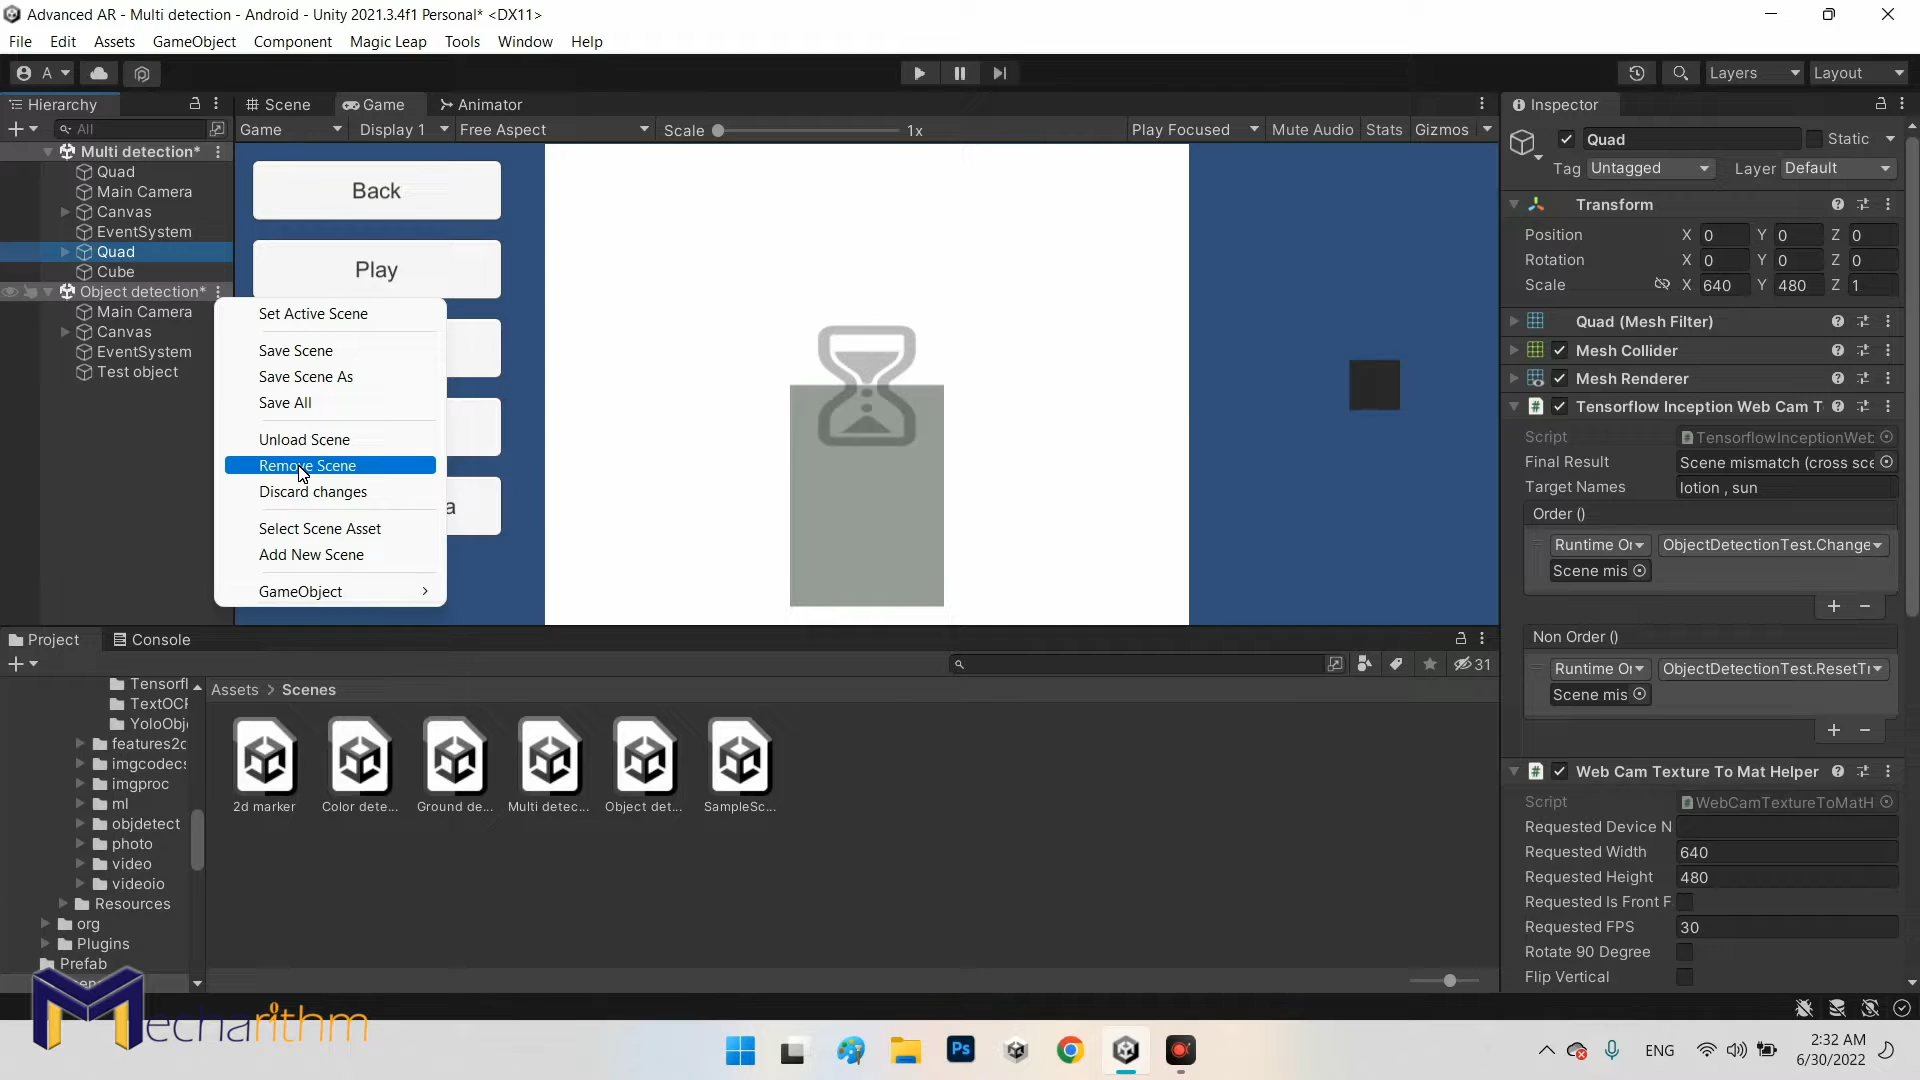 Advanced AR - Multi detection - Android - Unity 2021.3.4f1 Personal* <DX11>
File Edit Assets GameObject Component Magic Leap Tools Window Help
A Layers Layout
Hierarchy Scene Game Animator Inspector
All Game Display 1 Free Aspect Scale 1x Play Focused Mute Audio Stats Gizmos
Multi detection*
Quad
Main Camera
Canvas
EventSystem
Quad
Cube
Object detection*
Main Camera
Canvas
EventSystem
Test object
Back
Play
a
Set Active Scene
Save Scene
Save Scene As
Save All
Unload Scene
Remove Scene
Discard changes
Select Scene Asset
Add New Scene
GameObject
Quad Static
Tag Untagged Layer Default
Transform
Position X 0 Y 0 Z 0
Rotation X 0 Y 0 Z 0
Scale X 640 Y 480 Z 1
Quad (Mesh Filter)
Mesh Collider
Mesh Renderer
Tensorflow Inception Web Cam T
Script TensorflowInceptionWeb
Final Result Scene mismatch (cross sce
Target Names lotion , sun
Order ()
Runtime Or ObjectDetectionTest.Change
Scene mis
Non Order ()
Runtime Or ObjectDetectionTest.ResetTr
Scene mis
Web Cam Texture To Mat Helper
Script WebCamTextureToMatH
Requested Device N
Requested Width 640
Requested Height 480
Requested Is Front F
Requested FPS 30
Rotate 90 Degree
Flip Vertical
Project Console
31
Tensorfl
TextOCR
YoloObj
features2d
imgcodecs
imgproc
ml
objdetect
photo
video
videoio
Resources
org
Plugins
Prefab
Assets > Scenes
2d marker Color dete... Ground de... Multi detec... Object det... SampleSc...
Mecharithm
Ps
ENG
2:32 AM
6/30/2022